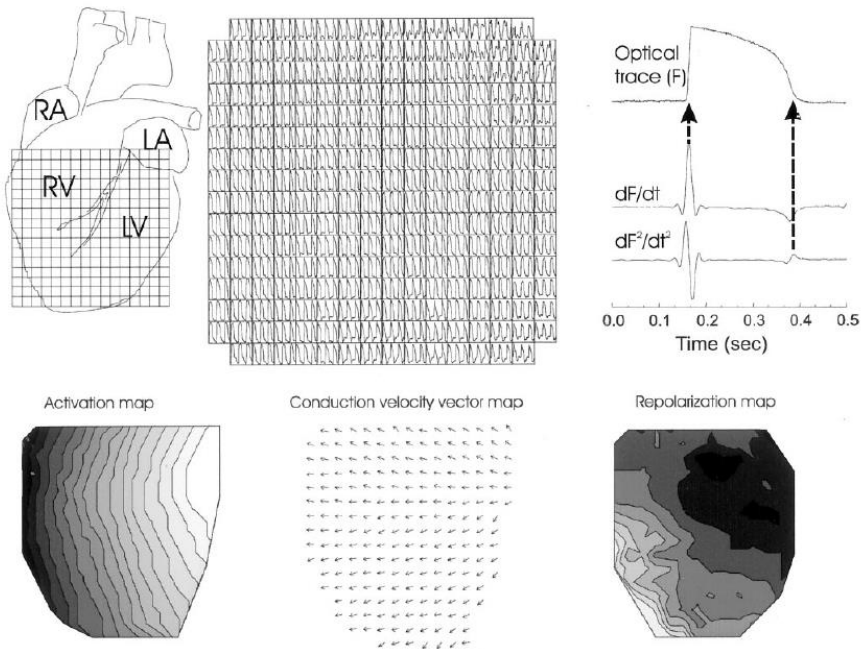 RA
LA
RV
LV
Optical
trace (F)
dF/dt
dF²/dt²
0.0 0.1 0.2 0.3 0.4 0.5
Time (sec)
Activation map
Conduction velocity vector map
Repolarization map